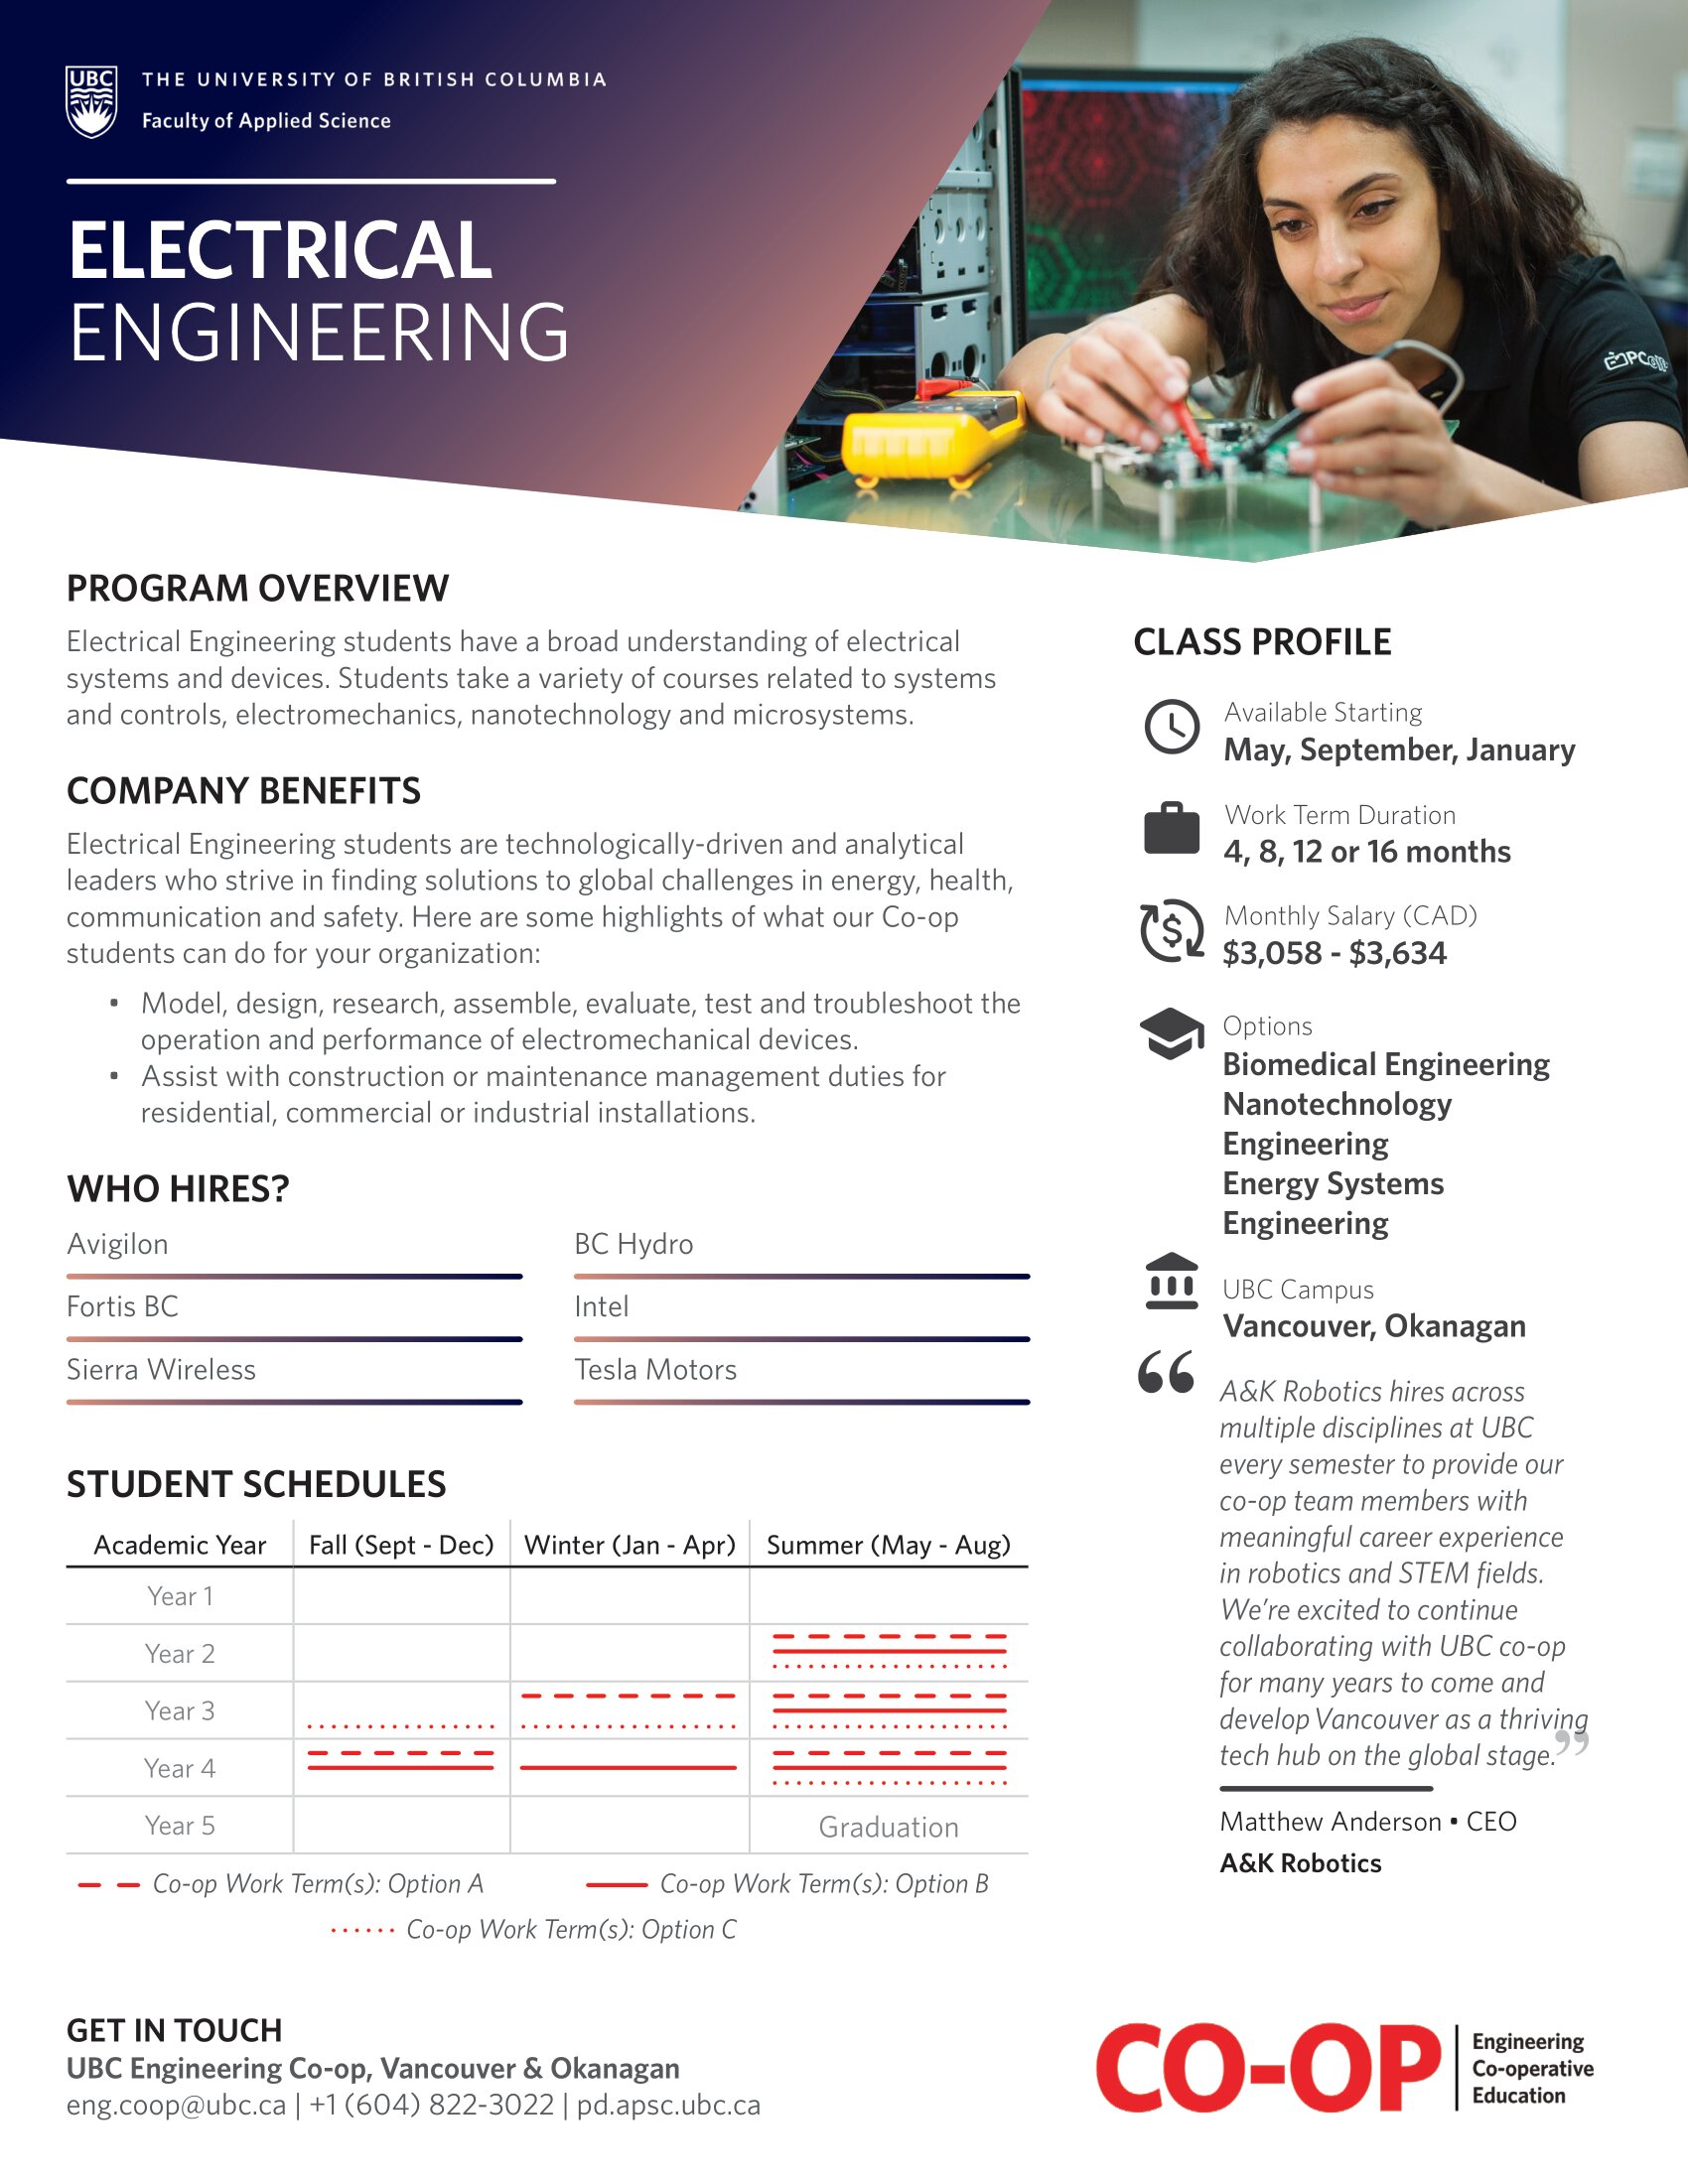 UBC
THE UNIVERSITY OF BRITISH COLUMBIA
Faculty of Applied Science
ELECTRICAL
ENGINEERING
PROGRAM OVERVIEW
Electrical Engineering students have a broad understanding of electrical
systems and devices. Students take a variety of courses related to systems
and controls, electromechanics, nanotechnology and microsystems.
COMPANY BENEFITS
Electrical Engineering students are technologically-driven and analytical
leaders who strive in finding solutions to global challenges in energy, health,
communication and safety. Here are some highlights of what our Co-op
students can do for your organization:
• Model, design, research, assemble, evaluate, test and troubleshoot the
operation and performance of electromechanical devices.
• Assist with construction or maintenance management duties for
residential, commercial or industrial installations.
WHO HIRES?
Avigilon
BC Hydro
Fortis BC
Intel
Sierra Wireless
Tesla Motors
STUDENT SCHEDULES
Academic Year Fall (Sept - Dec) Winter (Jan - Apr) Summer (May - Aug)
Year 1
Year 2
Year 3
Year 4
Year 5 Graduation
Co-op Work Term(s): Option A
Co-op Work Term(s): Option B
Co-op Work Term(s): Option C
CLASS PROFILE
Available Starting
May, September, January
Work Term Duration
4, 8, 12 or 16 months
Monthly Salary (CAD)
$3,058 - $3,634
Options
Biomedical Engineering
Nanotechnology
Engineering
Energy Systems
Engineering
UBC Campus
Vancouver, Okanagan
“A&K Robotics hires across
multiple disciplines at UBC
every semester to provide our
co-op team members with
meaningful career experience
in robotics and STEM fields.
We’re excited to continue
collaborating with UBC co-op
for many years to come and
develop Vancouver as a thriving
tech hub on the global stage.”
Matthew Anderson • CEO
A&K Robotics
GET IN TOUCH
UBC Engineering Co-op, Vancouver & Okanagan
eng.coop@ubc.ca | +1 (604) 822-3022 | pd.apsc.ubc.ca
CO-OP
Engineering
Co-operative
Education